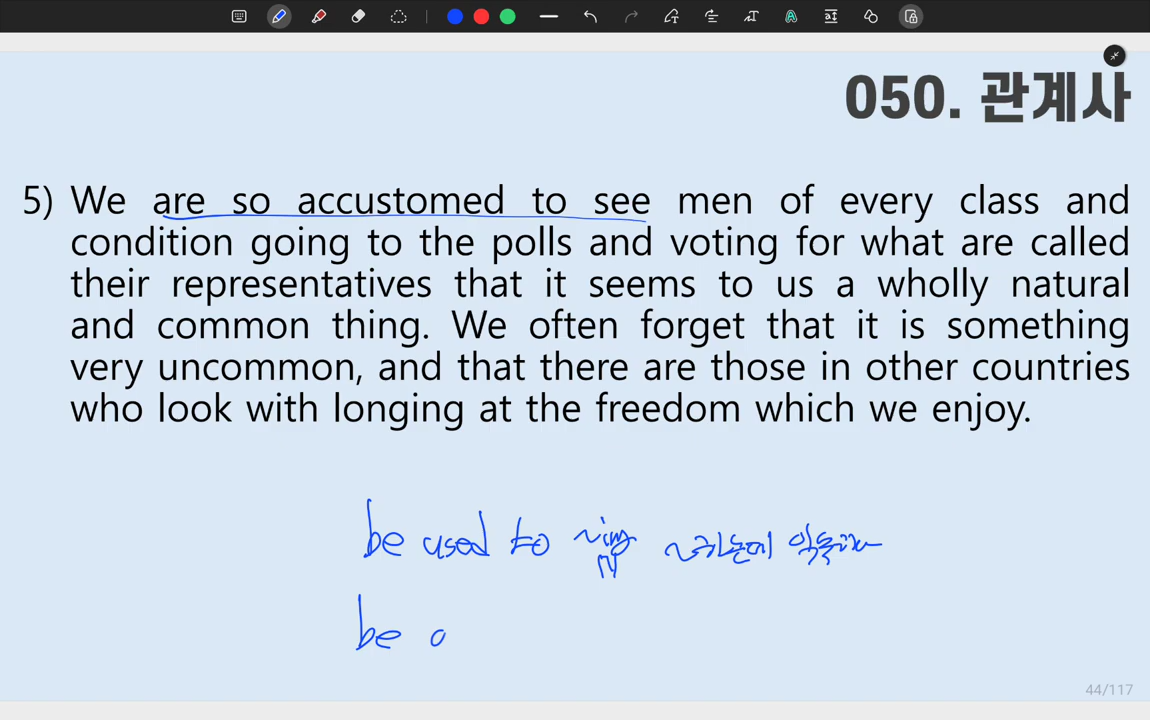 050. 관계사
5) We are so accustomed to see men of every class and
condition going to the polls and voting for what are called
their representatives that it seems to us a wholly natural
and common thing. We often forget that it is something
very uncommon, and that there are those in other countries
who look with longing at the freedom which we enjoy.
be used to ~ing
N
be a
44/117